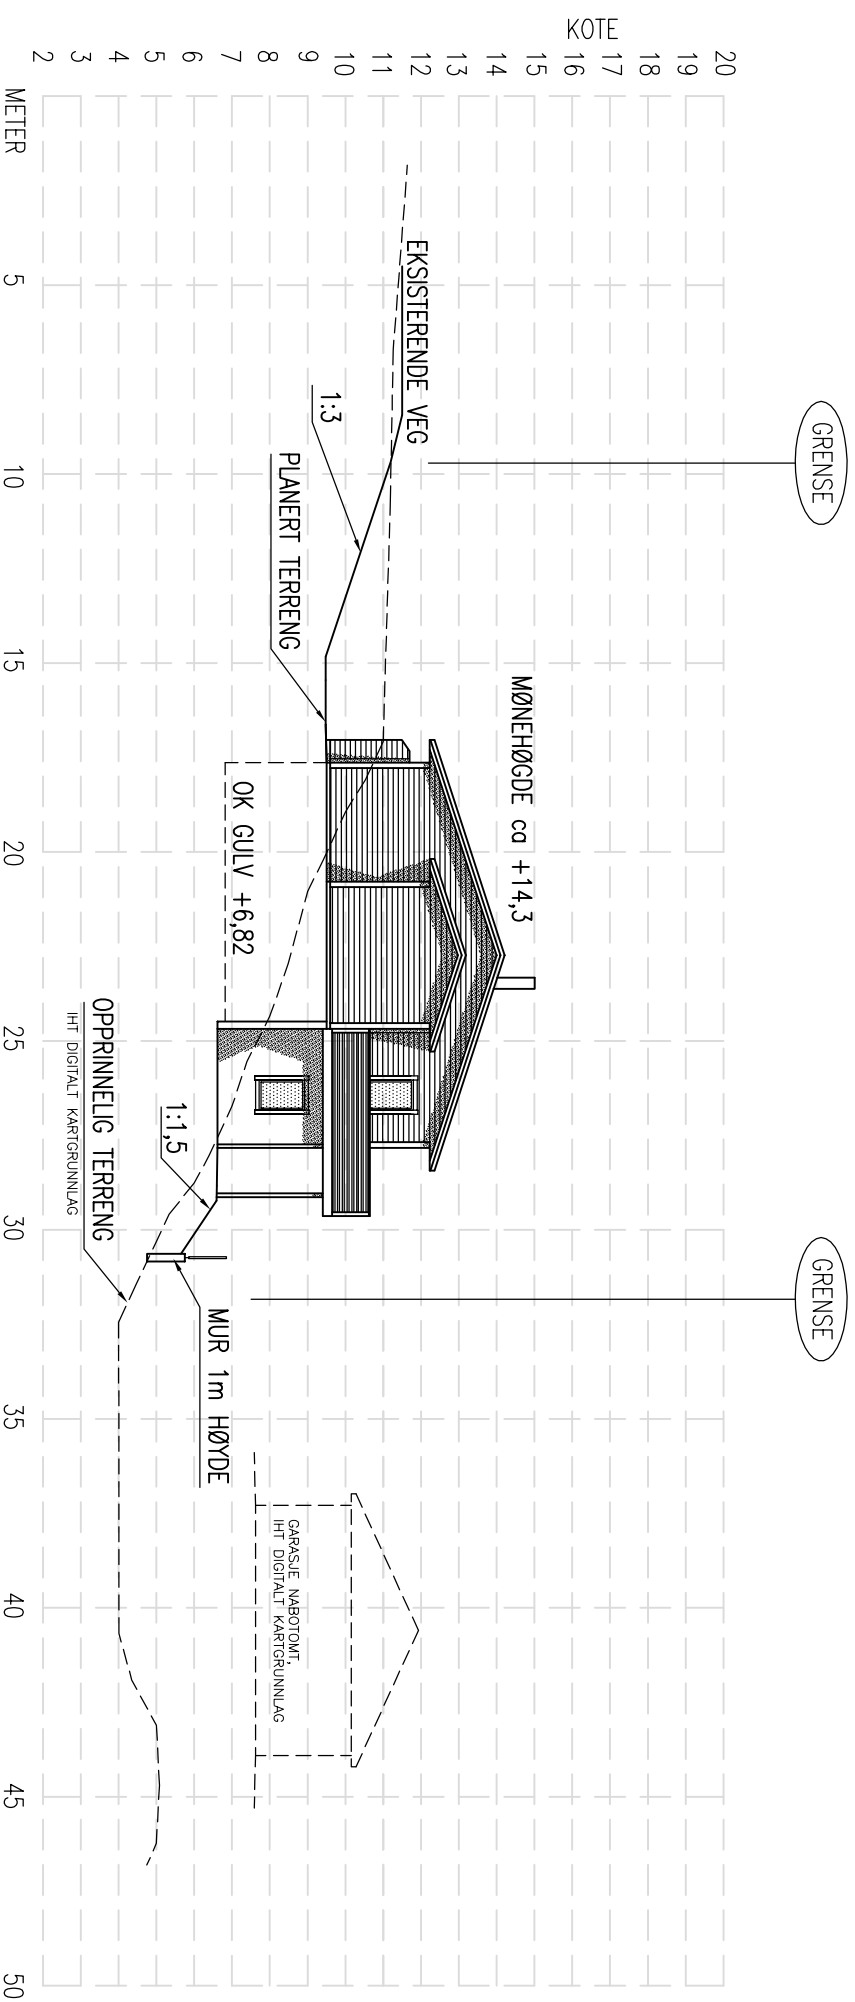 KOTE
20
19
18
17
16
15
14
13
12
11
10
9
8
7
6
5
4
3
2
METER
5
10
15
20
25
30
35
40
45
50
GRENSE
GRENSE
EKSISTERENDE VEG
1:3
PLANERT TERRENG
MØNEHØGDE ca +14,3
OK GULV +6,82
OPPRINNELIG TERRENG
IHT DIGITALT KARTGRUNNLAG
1:1,5
MUR 1m HØYDE
GARASJE NABOTOMT,
IHT DIGITALT KARTGRUNNLAG